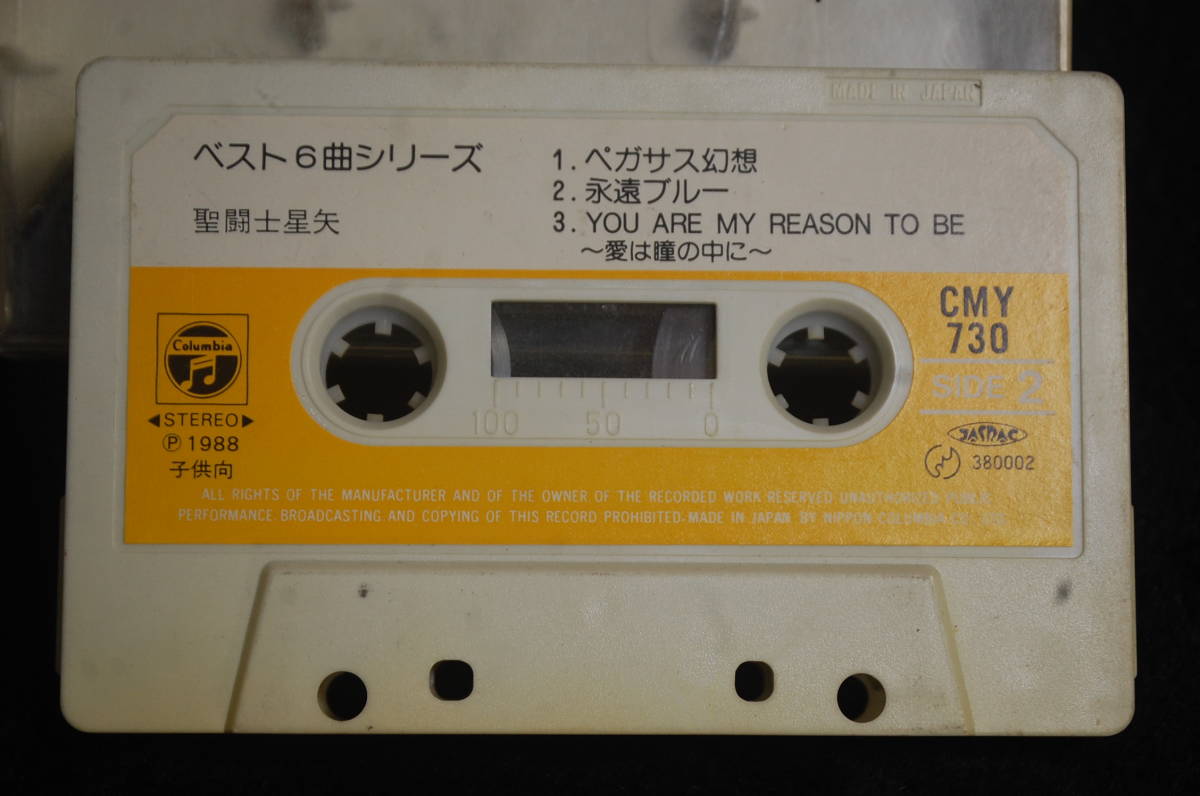 MADE IN JAPAN
ベスト6曲シリーズ
聖闘士星矢
1. ペガサス幻想
2. 永遠ブルー
3. YOU ARE MY REASON TO BE
〜愛は瞳の中に〜
Columbia
◀STEREO▶
Ⓟ1988
子供向
100 50 0
CMY
730
SIDE 2
JASRAC
380002
ALL RIGHTS OF THE MANUFACTURER AND OF THE OWNER OF THE RECORDED WORK RESERVED UNAUTHORIZED PUBLIC
PERFORMANCE BROADCASTING AND COPYING OF THIS RECORD PROHIBITED-MADE IN JAPAN BY NIPPON COLUMBIA CO., LTD.